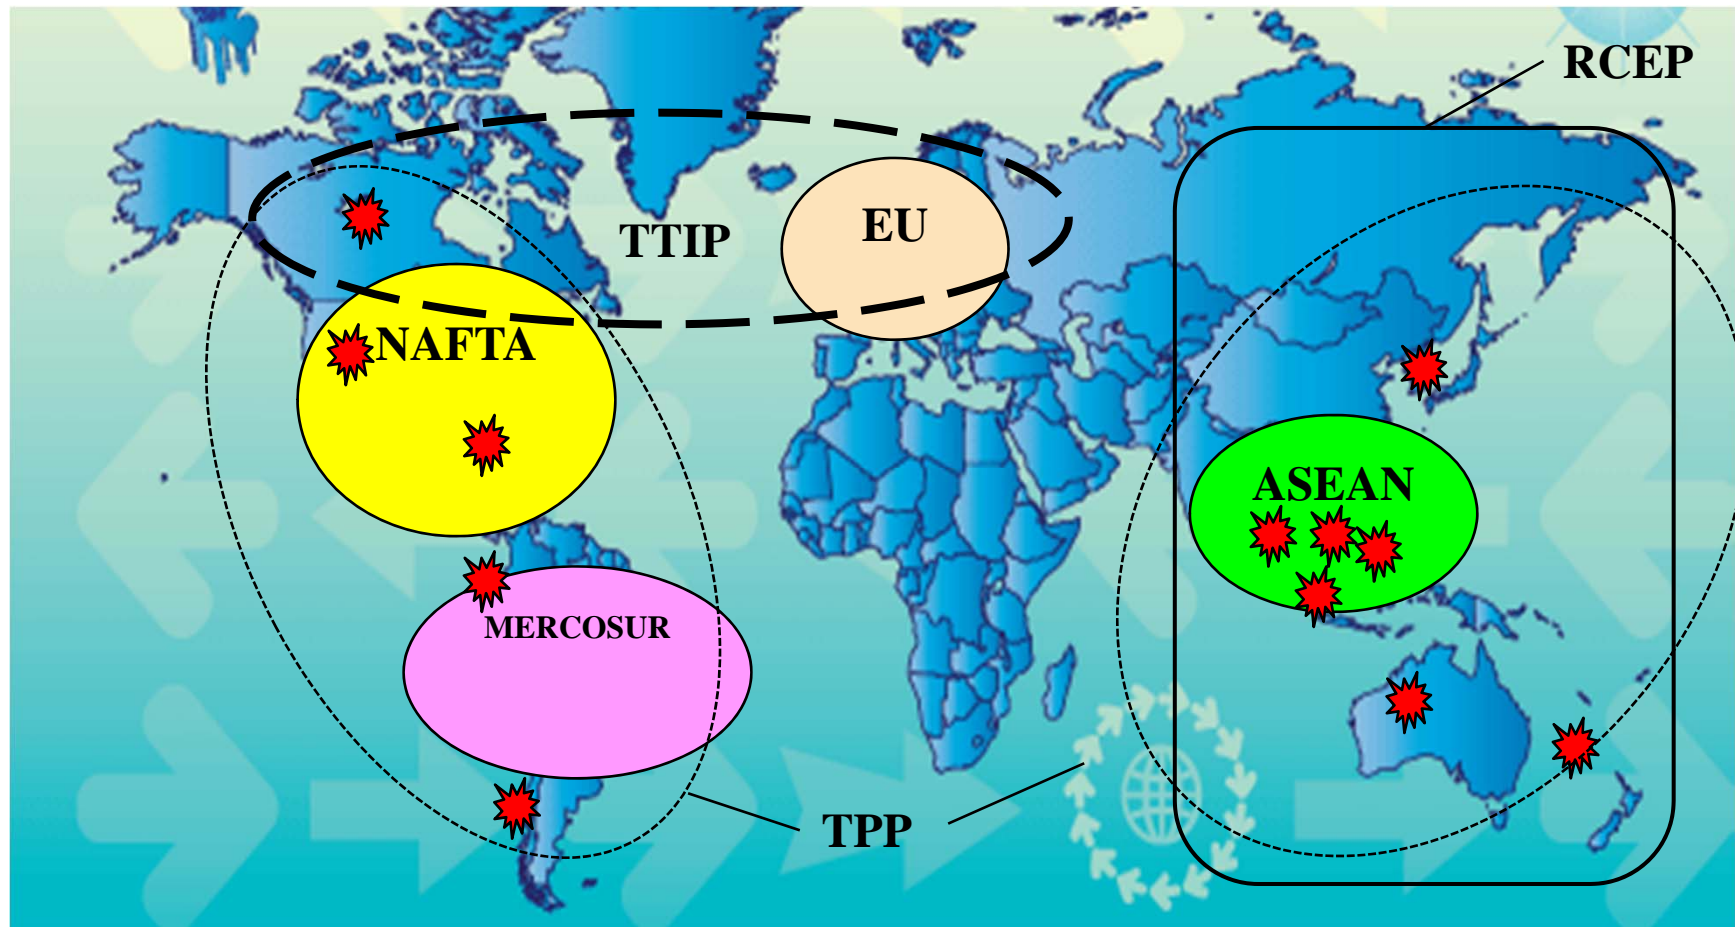 RCEP
EU
TTIP
NAFTA
ASEAN
MERCOSUR
TPP